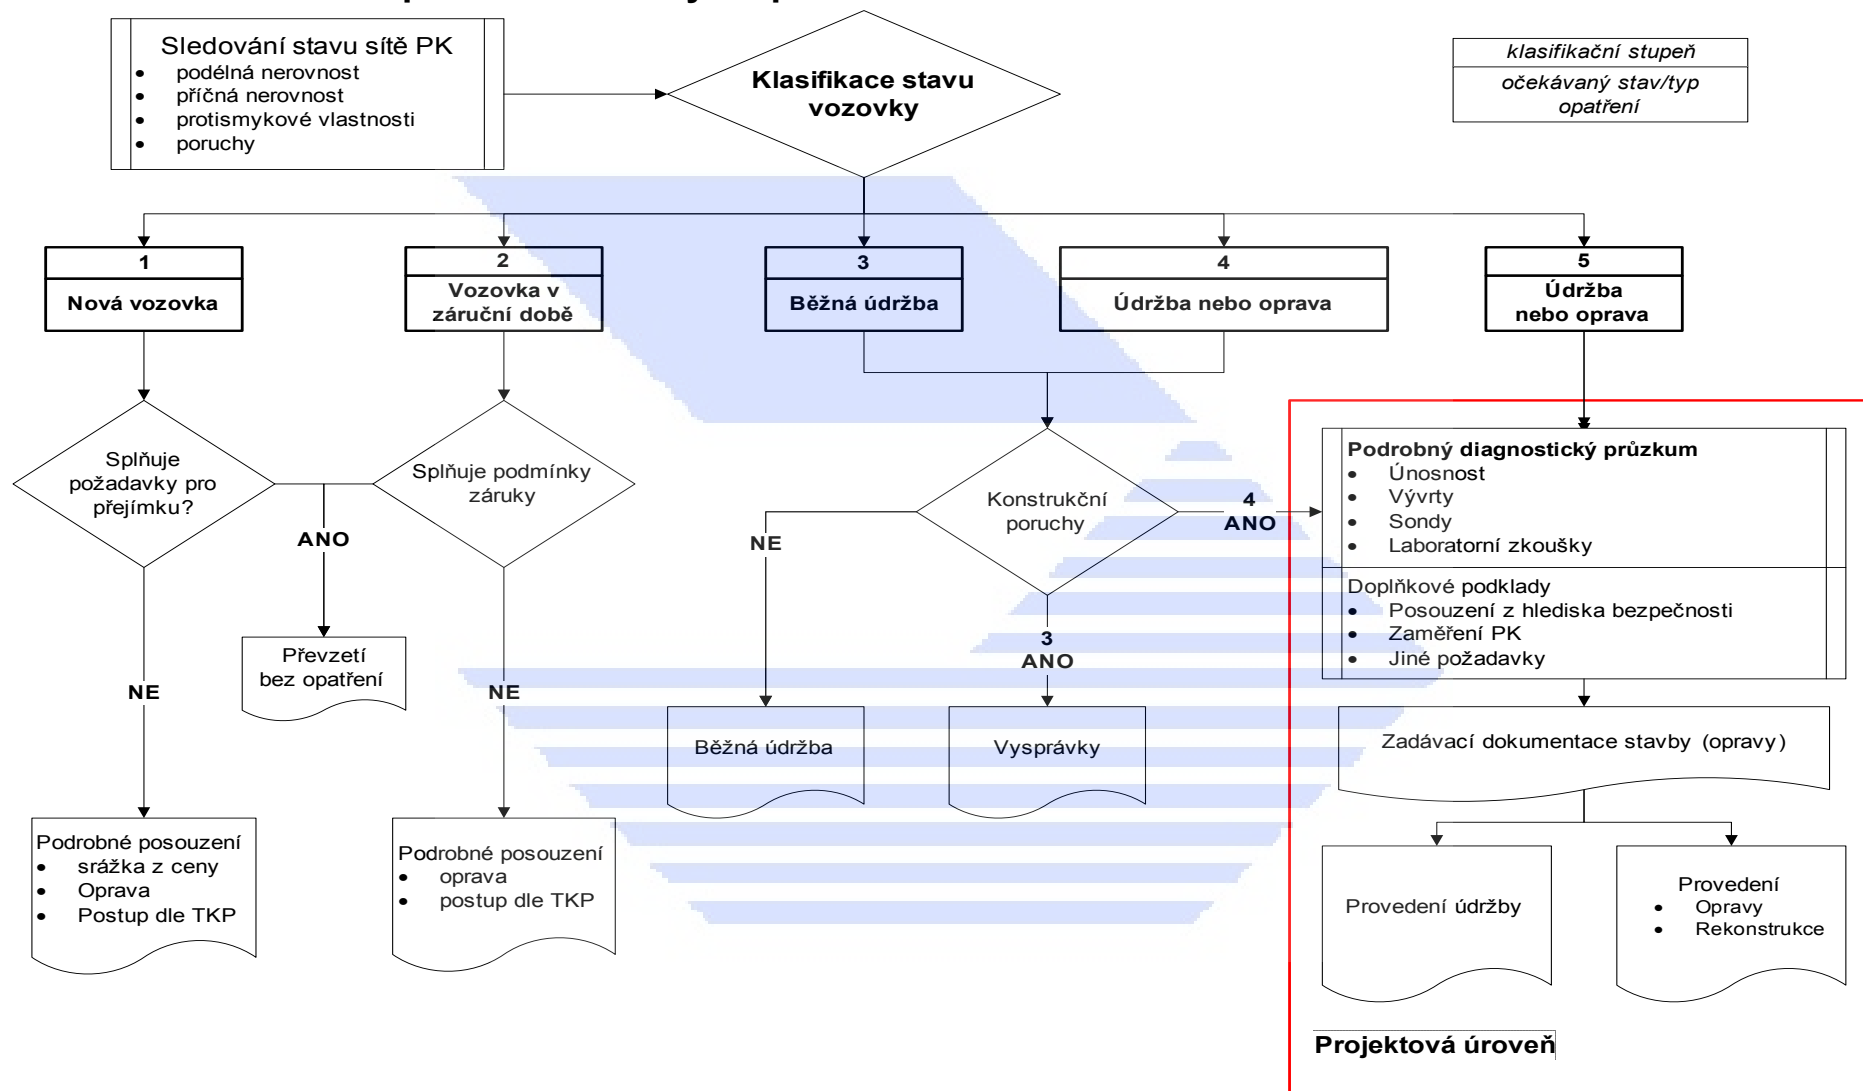 Sledování stavu sítě PK
• podélná nerovnost
• příčná nerovnost
• protismykové vlastnosti
• poruchy
Klasifikace stavu
vozovky
klasifikační stupeň
očekávaný stav/typ
opatření
1
Nová vozovka
2
Vozovka v
záruční době
3
Běžná údržba
4
Údržba nebo oprava
5
Údržba
nebo oprava
Splňuje
požadavky pro
přejímku?
ANO
Splňuje podmínky
záruky
Konstrukční
poruchy
NE
4
ANO
3
ANO
Podrobný diagnostický průzkum
• Únosnost
• Vývrty
• Sondy
• Laboratorní zkoušky
Doplňkové podklady
• Posouzení z hlediska bezpečnosti
• Zaměření PK
• Jiné požadavky
Převzetí
bez opatření
NE
NE
Běžná údržba
Vysprávky
Zadávací dokumentace stavby (opravy)
Podrobné posouzení
• srážka z ceny
• Oprava
• Postup dle TKP
Podrobné posouzení
• oprava
• postup dle TKP
Provedení údržby
Provedení
• Opravy
• Rekonstrukce
Projektová úroveň